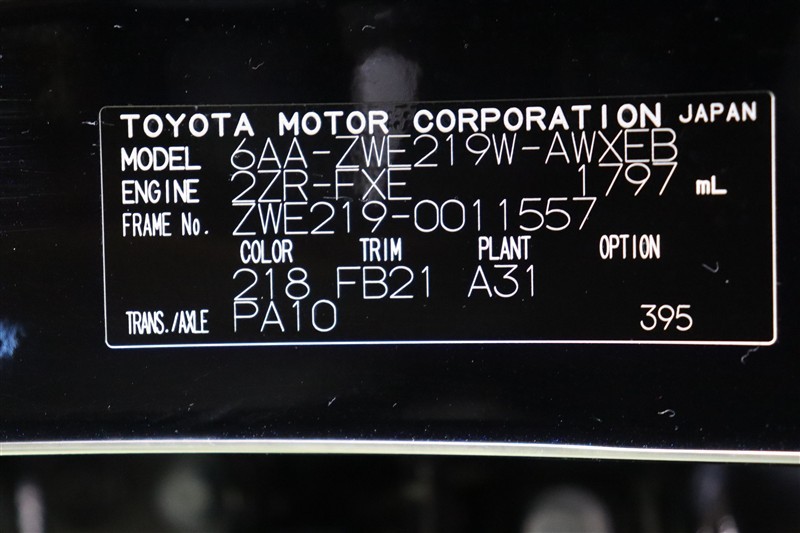 TOYOTA MOTOR CORPORATION JAPAN
MODEL 6AA-ZWE219W-AWXEB
ENGINE 2ZR-FXE 1797 mL
FRAME No. ZWE219-0011557
COLOR TRIM PLANT OPTION
218 FB21 A31
TRANS./AXLE PA10 395